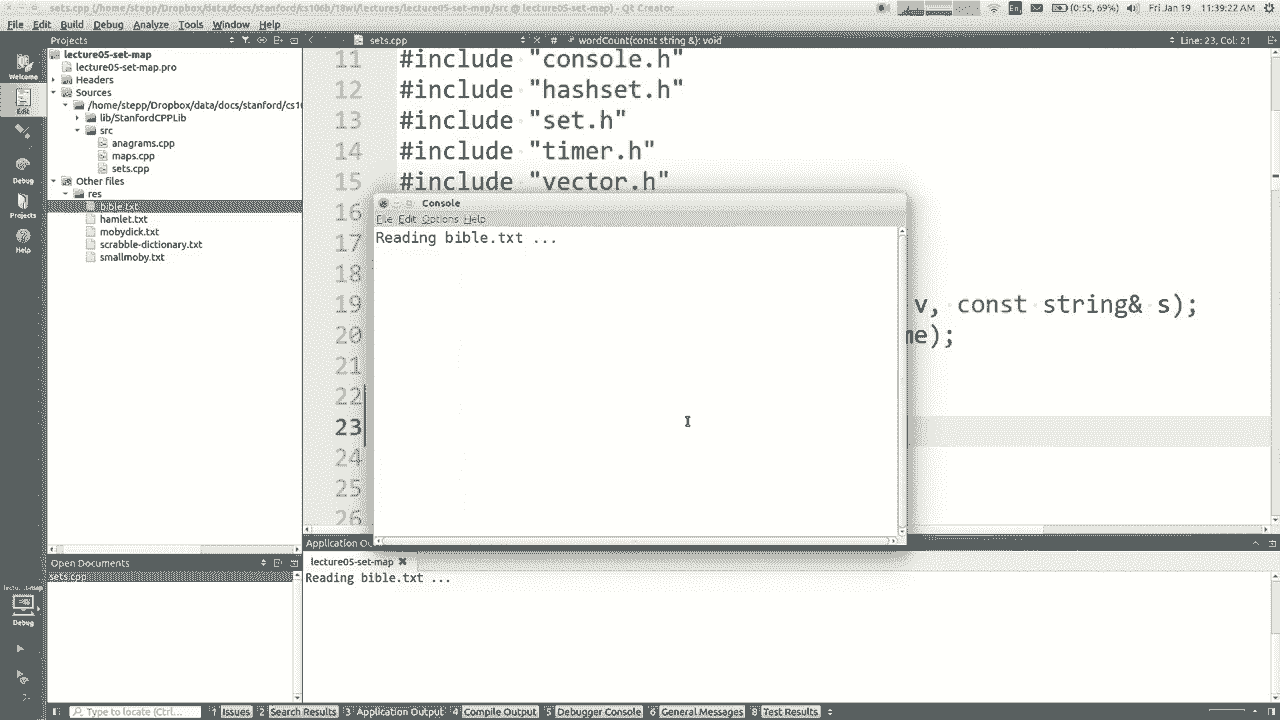 sets.cpp (/home/stepp/Dropbox/data/docs/stanford/cs106b/18wi/lectures/lecture05-set-map/src @ lecture05-set-map) - Qt Creator
En
(0:55, 69%)
Fri Jan 19 11:39:22 AM
File Edit Build Debug Analyze Tools Window Help
Projects
sets.cpp
#
wordCount(const string &): void
Line: 23, Col: 21
Welcome
Edit
Debug
Projects
Help
Debug
lecture05-set-map
lecture05-set-map.pro
Headers
Sources
/home/stepp/Dropbox/data/docs/stanford/cs10
lib/StanfordCPPLib
src
anagrams.cpp
maps.cpp
sets.cpp
Other files
res
bible.txt
hamlet.txt
mobydick.txt
scrabble-dictionary.txt
smallmoby.txt
11 #include "console.h"
12 #include "hashset.h"
13 #include "set.h"
14 #include "timer.h"
15 #include "vector.h"
16
17
18
19 v, const string& s);
20 me);
21
22
23
24
25
26
Console
File Edit Options Help
Reading bible.txt ...
Open Documents
sets.cpp
Application Ou
lecture05-set-map
Reading bible.txt ...
Type to locate (Ctrl...
1 Issues
2 Search Results
3 Application Output
4 Compile Output
5 Debugger Console
6 General Messages
8 Test Results